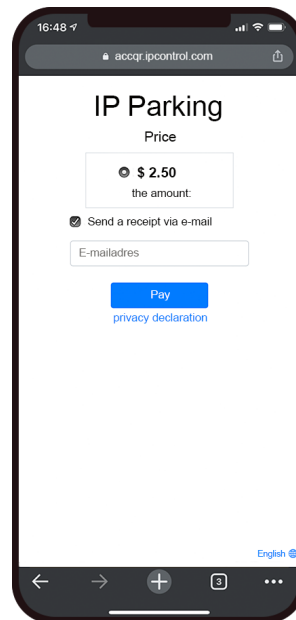 16:48
accqr.ipcontrol.com
IP Parking
Price
$ 2.50
the amount:
Send a receipt via e-mail
E-mailadres
Pay
privacy declaration
English
3